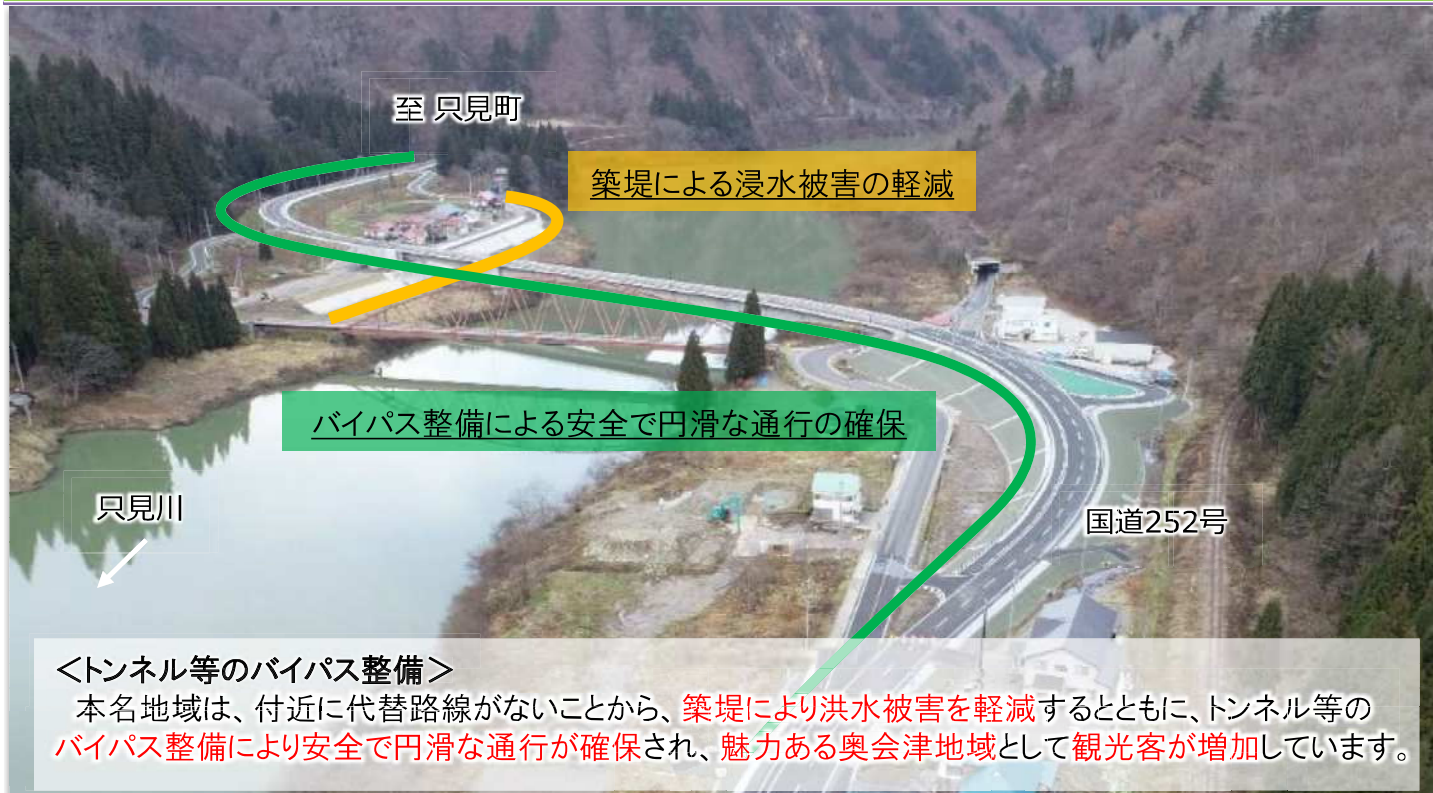 至 只見町
築堤による浸水被害の軽減
バイパス整備による安全で円滑な通行の確保
只見川
国道252号
＜トンネル等のバイパス整備＞
本名地域は、付近に代替路線がないことから、築堤により洪水被害を軽減するとともに、トンネル等の
バイパス整備により安全で円滑な通行が確保され、魅力ある奥会津地域として観光客が増加しています。